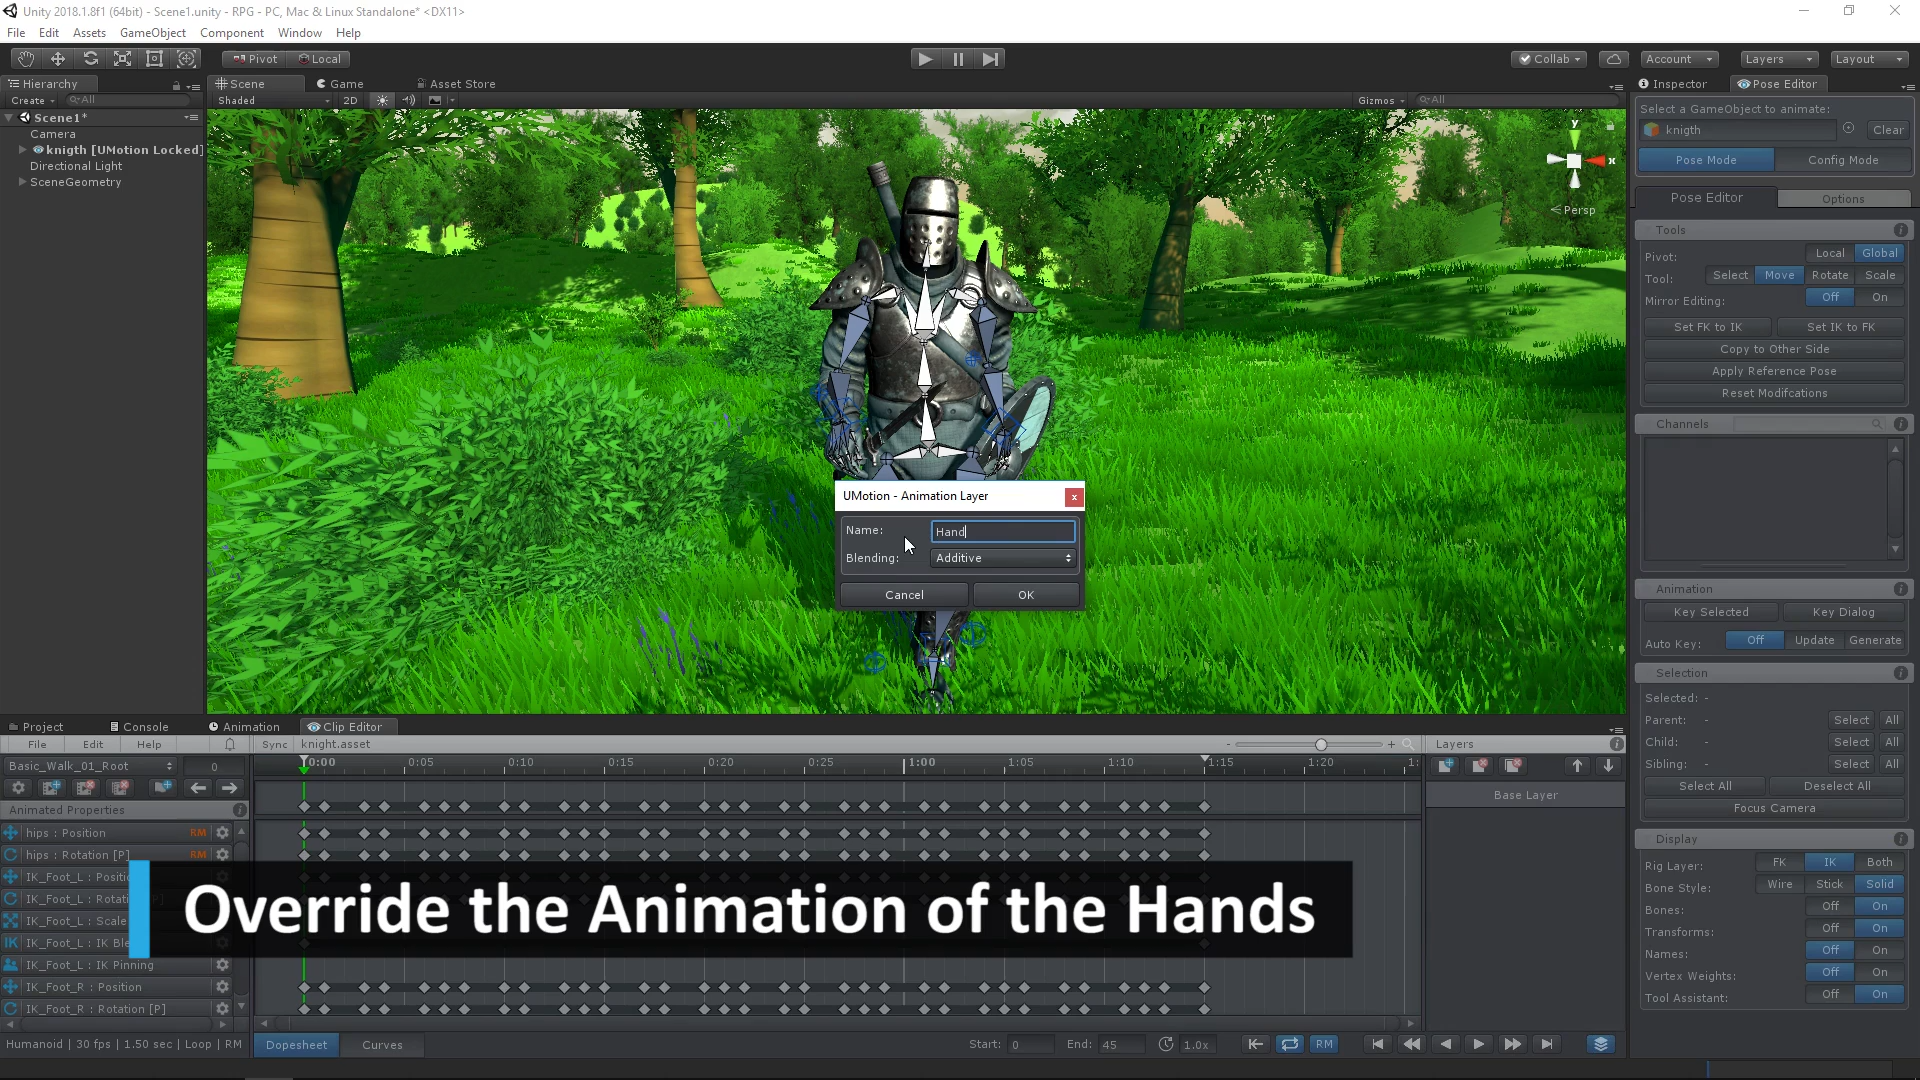 Unity 2018.1.8f1 (64bit) - Scene1.unity - RPG - PC, Mac & Linux Standalone* <DX11>
File Edit Assets GameObject Component Window Help
Pivot Local Collab Account Layers Layout
Hierarchy Scene Game Asset Store Inspector Pose Editor
Create All Shaded 2D Gizmos All
Scene1*
Camera
knigth [UMotion Locked]
Directional Light
SceneGeometry
y
x
Persp
Select a GameObject to animate:
knigth Clear
Pose Mode Config Mode
Pose Editor Options
Tools
Pivot: Local Global
Tool: Select Move Rotate Scale
Mirror Editing: Off On
Set FK to IK Set IK to FK
Copy to Other Side
Apply Reference Pose
Reset Modifcations
Channels
Animation
Key Selected Key Dialog
Auto Key: Off Update Generate
Selection
Selected: -
Parent: - Select All
Child: - Select All
Sibling: - Select All
Select All Deselect All
Focus Camera
Display
Rig Layer: FK IK Both
Bone Style: Wire Stick Solid
Bones: Off On
Transforms: Off On
Names: Off On
Vertex Weights: Off On
Tool Assistant: Off On
UMotion - Animation Layer x
Name: Hand
Blending: Additive
Cancel OK
Project Console Animation Clip Editor
File Edit Help Sync knight.asset - + Layers
Basic_Walk_01_Root 0 0:00 0:05 0:10 0:15 0:20 1:00 1:05 1:10 1:15 1:20 1:
Animated Properties Base Layer
hips : Position RM
hips : Rotation [P] RM
IK_Foot_L : Positio
IK_Foot_L : Rotati
IK_Foot_L : Scale
IK_Foot_L : IK Ble
IK_Foot_L : IK Pinning
IK_Foot_R : Position
IK_Foot_R : Rotation [P]
Override the Animation of the Hands
Humanoid | 30 fps | 1.50 sec | Loop | RM Dopesheet Curves Start: 0 End: 45 1.0x RM